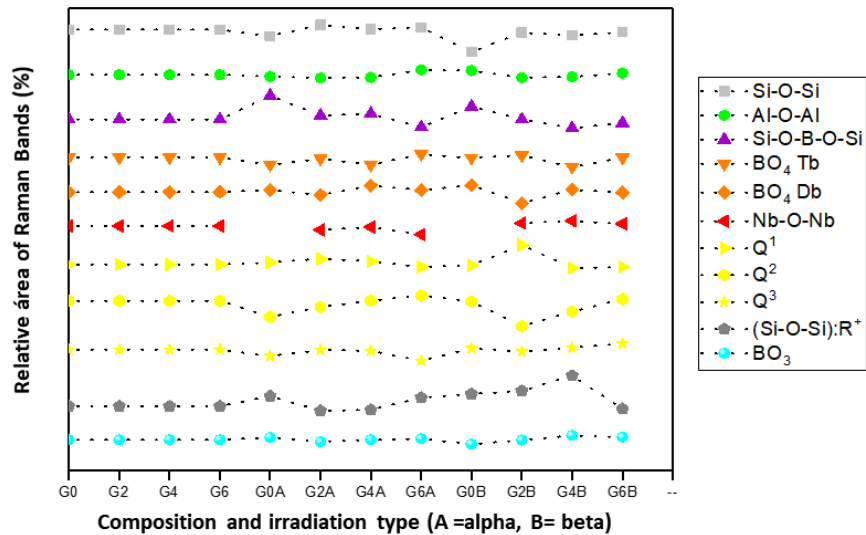 Relative área of Raman Bands (%)
Si-O-Si
Al-O-Al
Si-O-B-O-Si
BO₄ Tb
BO₄ Db
Nb-O-Nb
Q¹
Q²
Q³
(Si-O-Si):R⁺
BO₃
G0 G2 G4 G6 G0A G2A G4A G6A G0B G2B G4B G6B --
Composition and irradiation type (A =alpha, B= beta)